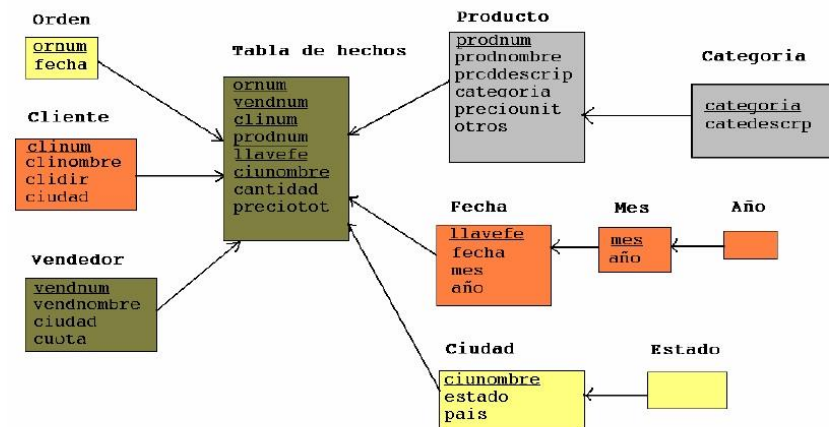 Orden
ornum
fecha
Cliente
clinum
clinombre
clidir
ciudad
Vendedor
vendnum
vendnombre
ciudad
cuota
Tabla de hechos
ornum
vendnum
clinum
prodnum
llavefe
ciunombre
cantidad
preciotot
Producto
prodnum
prodnombre
prcddescrip
categoria
preciounit
otros
Categoria
categoria
catedescrp
Fecha
llavefe
fecha
mes
año
Mes
mes
año
Año
Ciudad
ciunombre
estado
pais
Estado